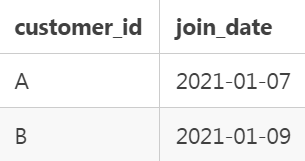 customer_id join_date
A 2021-01-07
B 2021-01-09